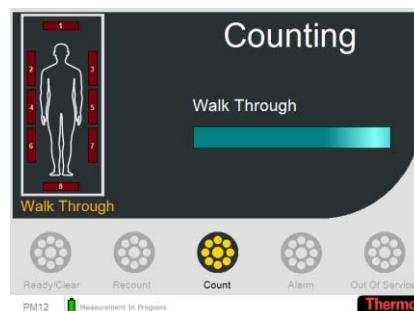 Counting
1
2
3
4
5
6
7
8
Walk Through
Walk Through
Ready/Clear
Recount
Count
Alarm
Out Of Service
PM12
Measurement In Progress
Thermo